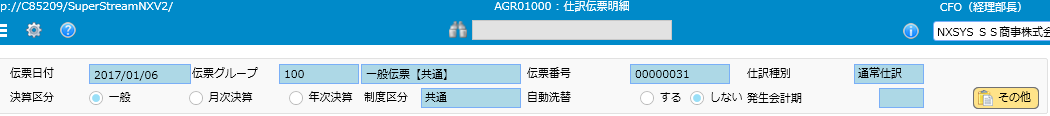 p://C85209/SuperStreamNXV2/ AGR01000：仕訳伝票明細 CFO（経理部長）
NXSYS ＳＳ商事株式会
伝票日付 2017/01/06 伝票グループ 100 一般伝票【共通】 伝票番号 00000031 仕訳種別 通常仕訳
決算区分 一般 月次決算 年次決算 制度区分 共通 自動洗替 する しない 発生会計期 その他